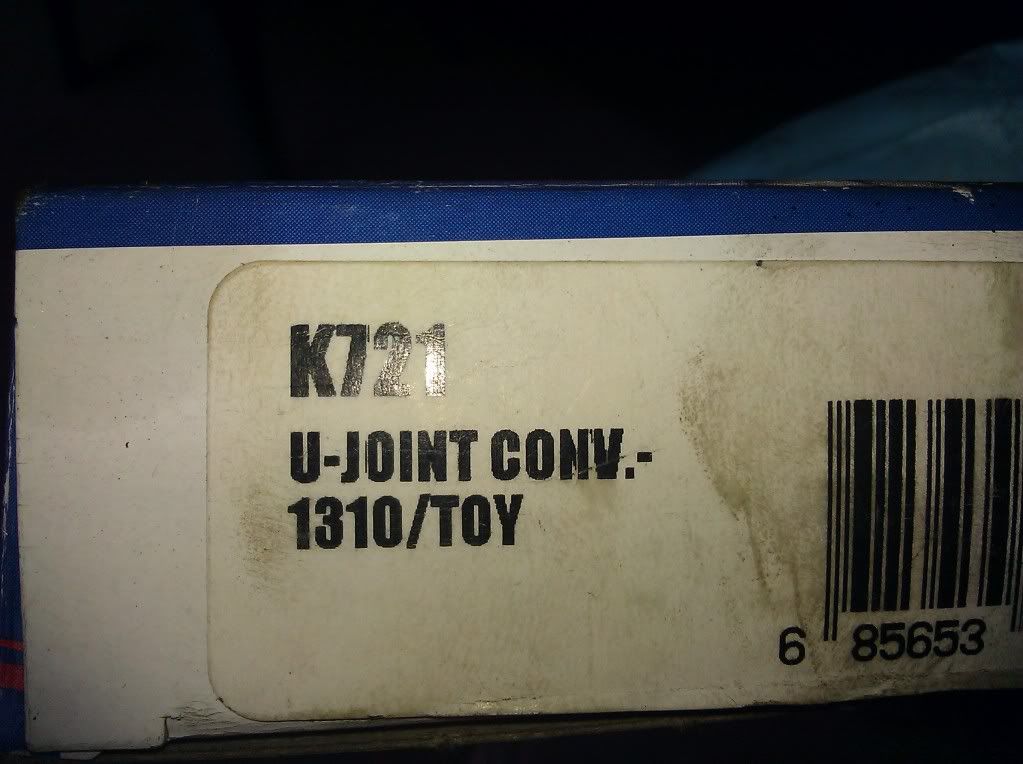 K721
U-JOINT CONV.-
1310/TOY
6 85653